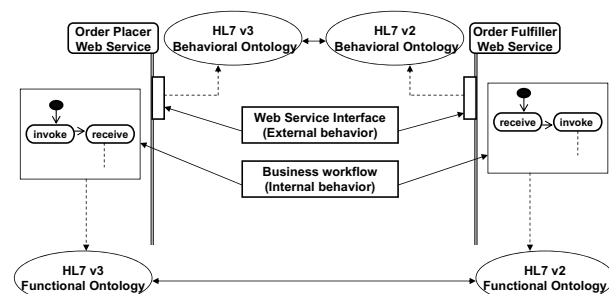 Order Placer
Web Service
HL7 v3
Behavioral Ontology
HL7 v2
Behavioral Ontology
Order Fulfiller
Web Service
Web Service Interface
(External behavior)
invoke
receive
receive
invoke
Business workflow
(Internal behavior)
HL7 v3
Functional Ontology
HL7 v2
Functional Ontology